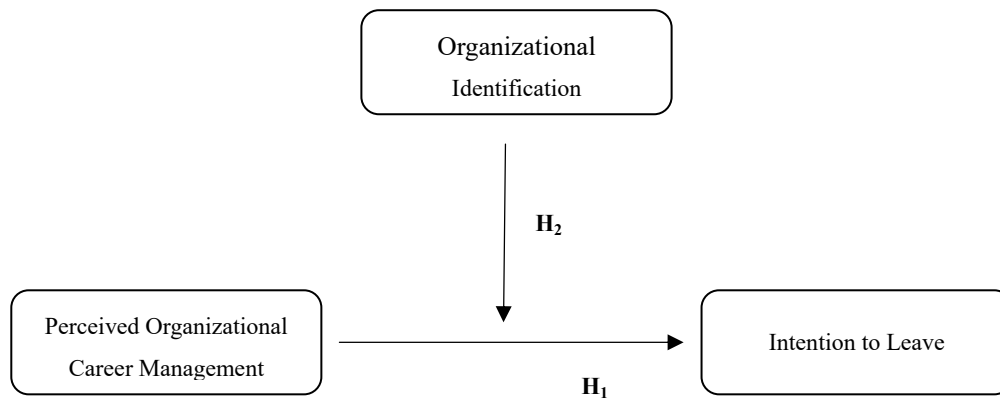 Organizational
Identification
H₂
Perceived Organizational
Career Management
Intention to Leave
H₁